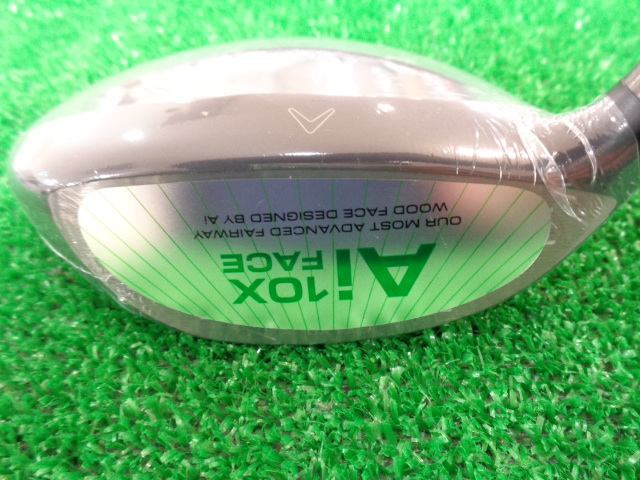 Ai 10X
FACE
OUR MOST ADVANCED FAIRWAY
WOOD FACE DESIGNED BY Ai